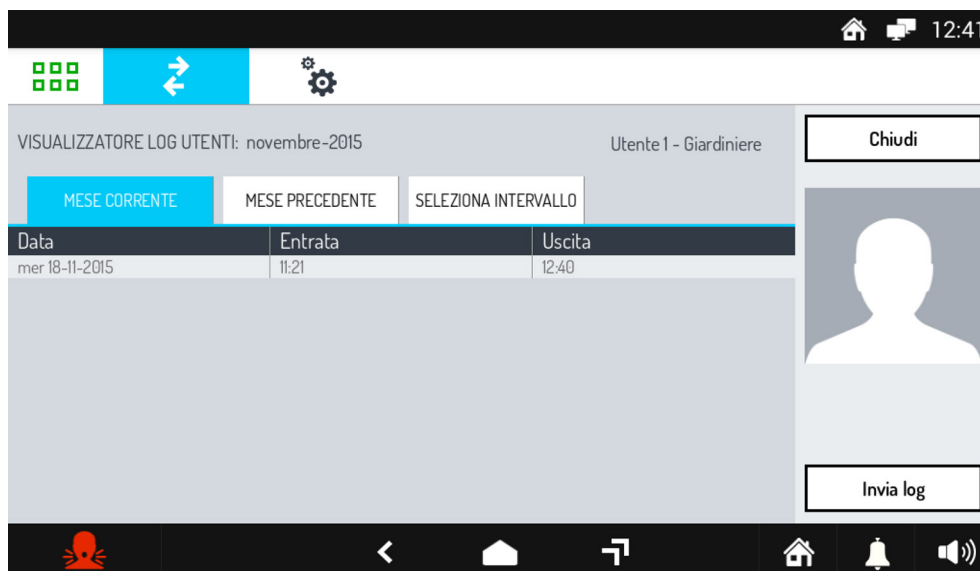 12:41
VISUALIZZATORE LOG UTENTI: novembre-2015
Utente 1 - Giardiniere
Chiudi
MESE CORRENTE
MESE PRECEDENTE
SELEZIONA INTERVALLO
Data
Entrata
Uscita
mer 18-11-2015
11:21
12:40
Invia log